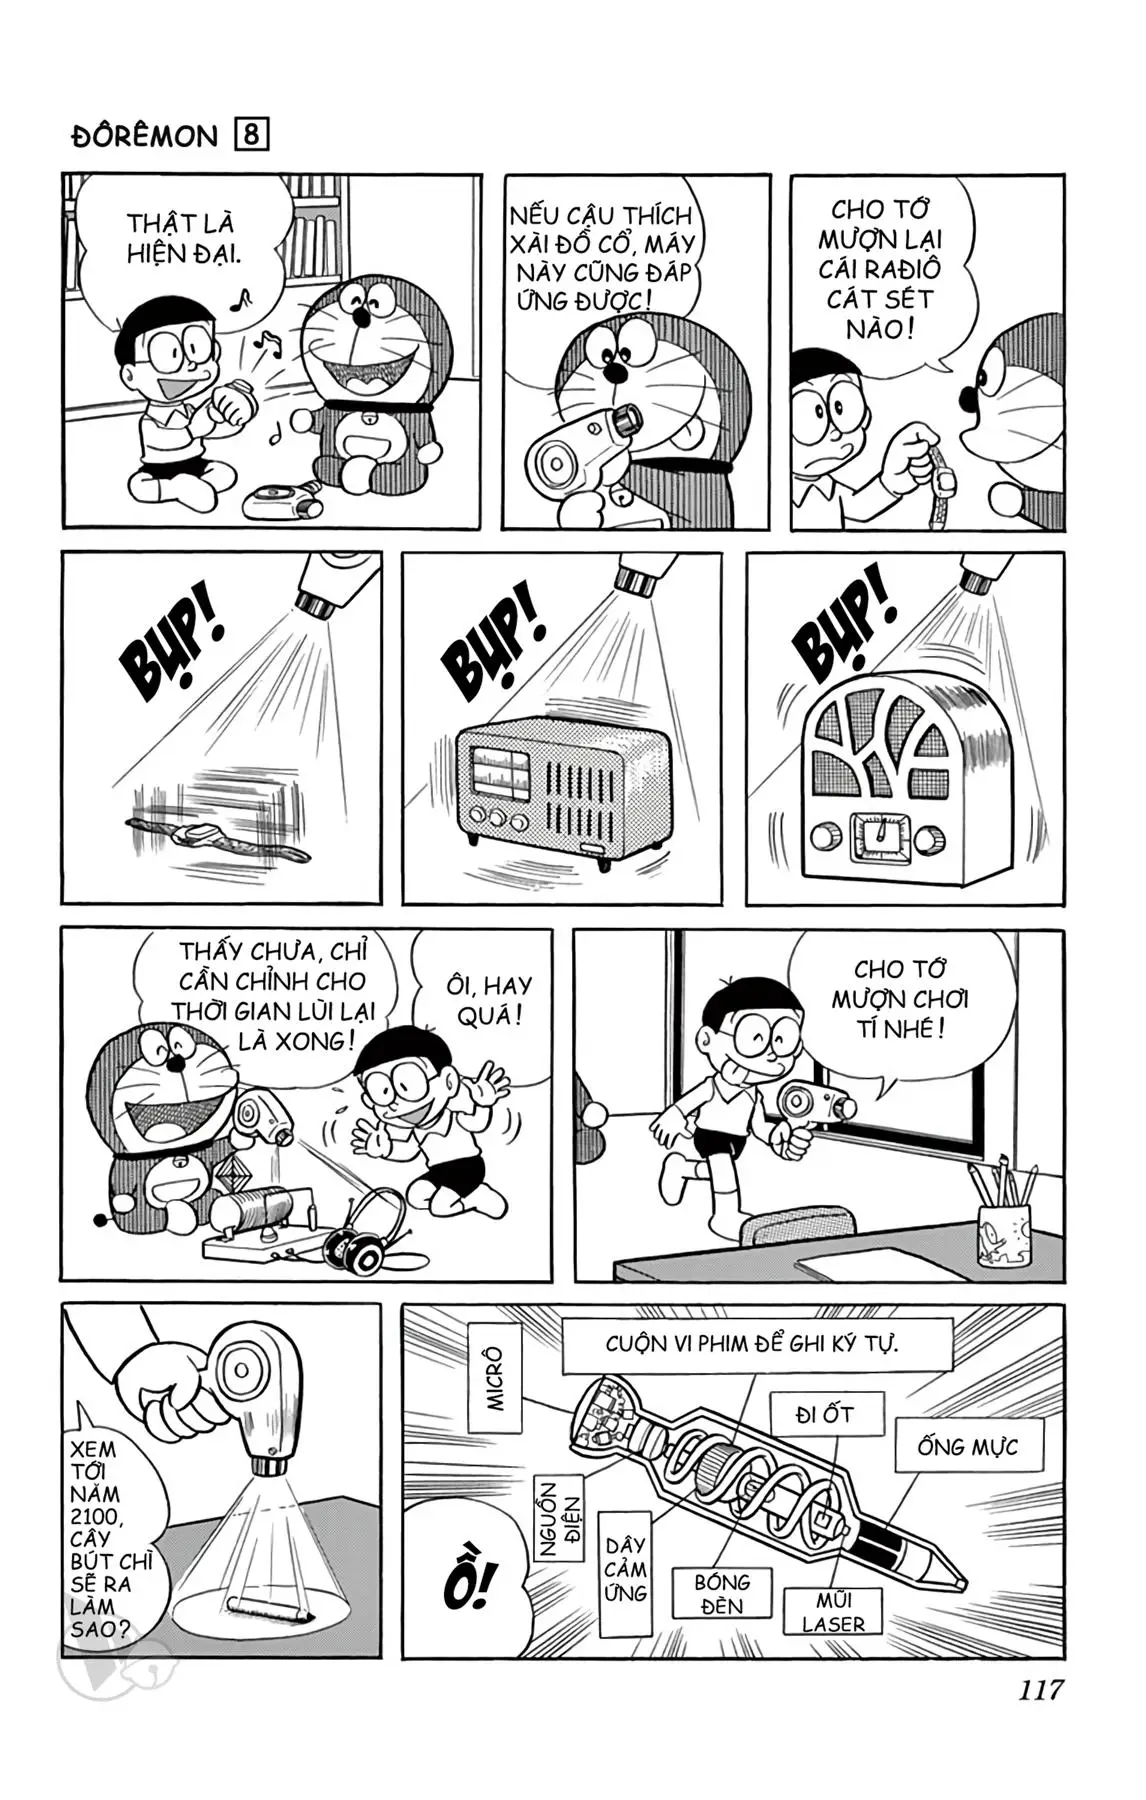 ĐÔRÊMON 8
THẬT LÀ
HIỆN ĐẠI.
NẾU CẬU THÍCH
XÀI ĐỒ CỔ, MÁY
NÀY CŨNG ĐÁP
ỨNG ĐƯỢC!
CHO TỚ
MƯỢN LẠI
CÁI RAĐIÔ
CÁT SÉT
NÀO!
BỤP!
BỤP!
BỤP!
THẤY CHƯA, CHỈ
CẦN CHỈNH CHO
THỜI GIAN LÙI LẠI
LÀ XONG!
ÔI, HAY
QUÁ!
CHO TỚ
MƯỢN CHƠI
TÍ NHÉ!
XEM
TỚI
NĂM
2100,
CÂY
BÚT CHÌ
SẼ RA
LÀM
SAO?
MICRÔ
CUỘN VI PHIM ĐỂ GHI KÝ TỰ.
ĐI ỐT
ỐNG MỰC
NGUỒN
ĐIỆN
DÂY
CẢM
ỨNG
BÓNG
ĐÈN
MŨI
LASER
Ồ!
117